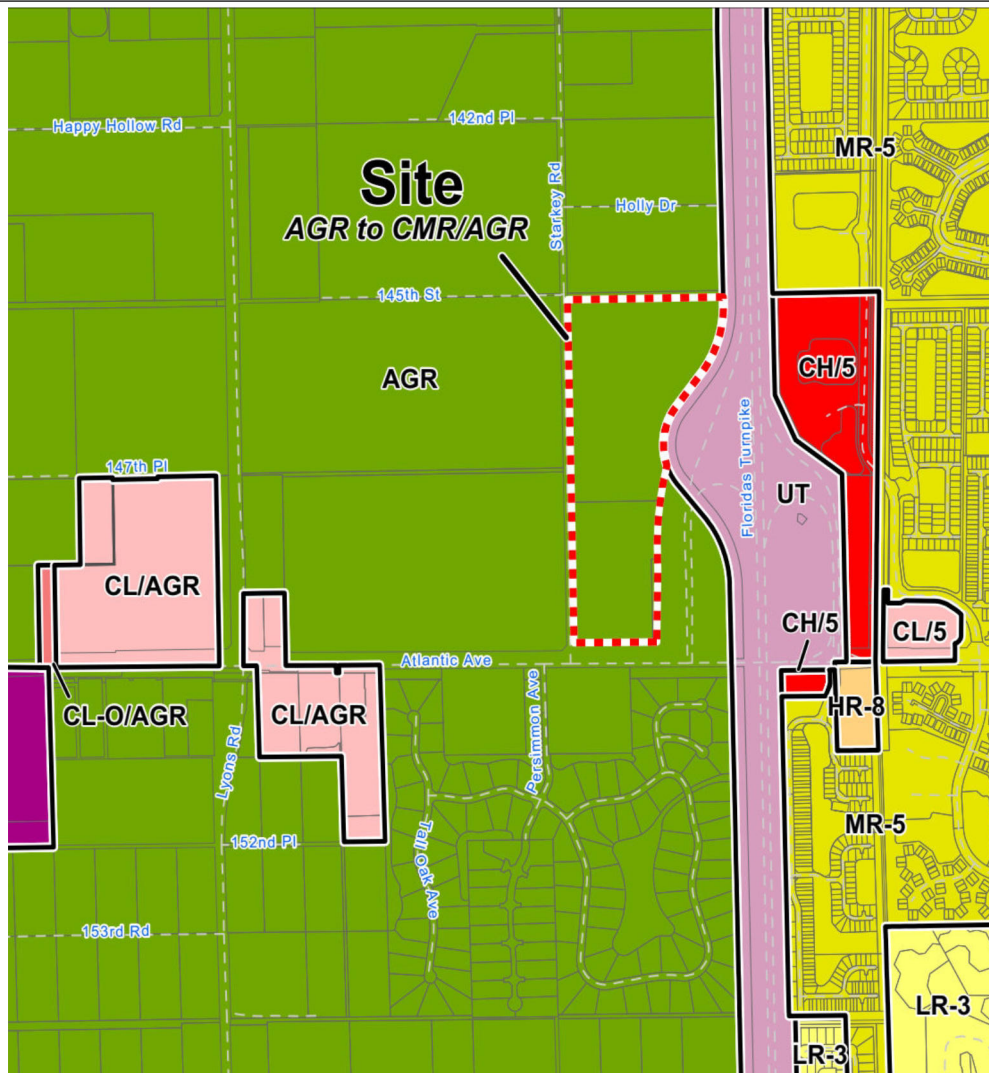 142nd Pl
Happy Hollow Rd
MR-5
Site
AGR to CMR/AGR
Starkey Rd
Holly Dr
145th St
AGR
CH/5
Floridas Turnpike
147th Pl
UT
CL/AGR
CH/5
CL/5
Atlantic Ave
CL-O/AGR
CL/AGR
Persimmon Ave
HR-8
Lyons Rd
MR-5
152nd Pl
Tall Oak Ave
153rd Rd
LR-3
LR-3